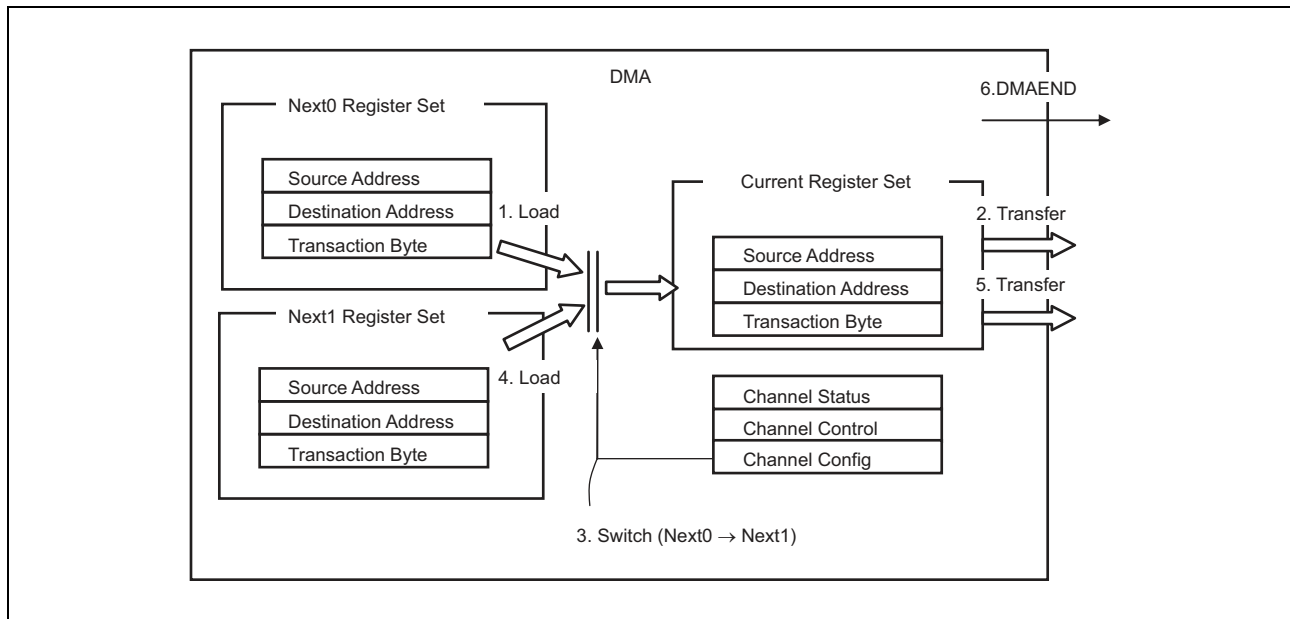 DMA
6.DMAEND
Next0 Register Set
Source Address
Destination Address
Transaction Byte
1. Load
Current Register Set
2. Transfer
Source Address
Destination Address
Transaction Byte
5. Transfer
Next1 Register Set
4. Load
Source Address
Destination Address
Transaction Byte
Channel Status
Channel Control
Channel Config
3. Switch (Next0 → Next1)